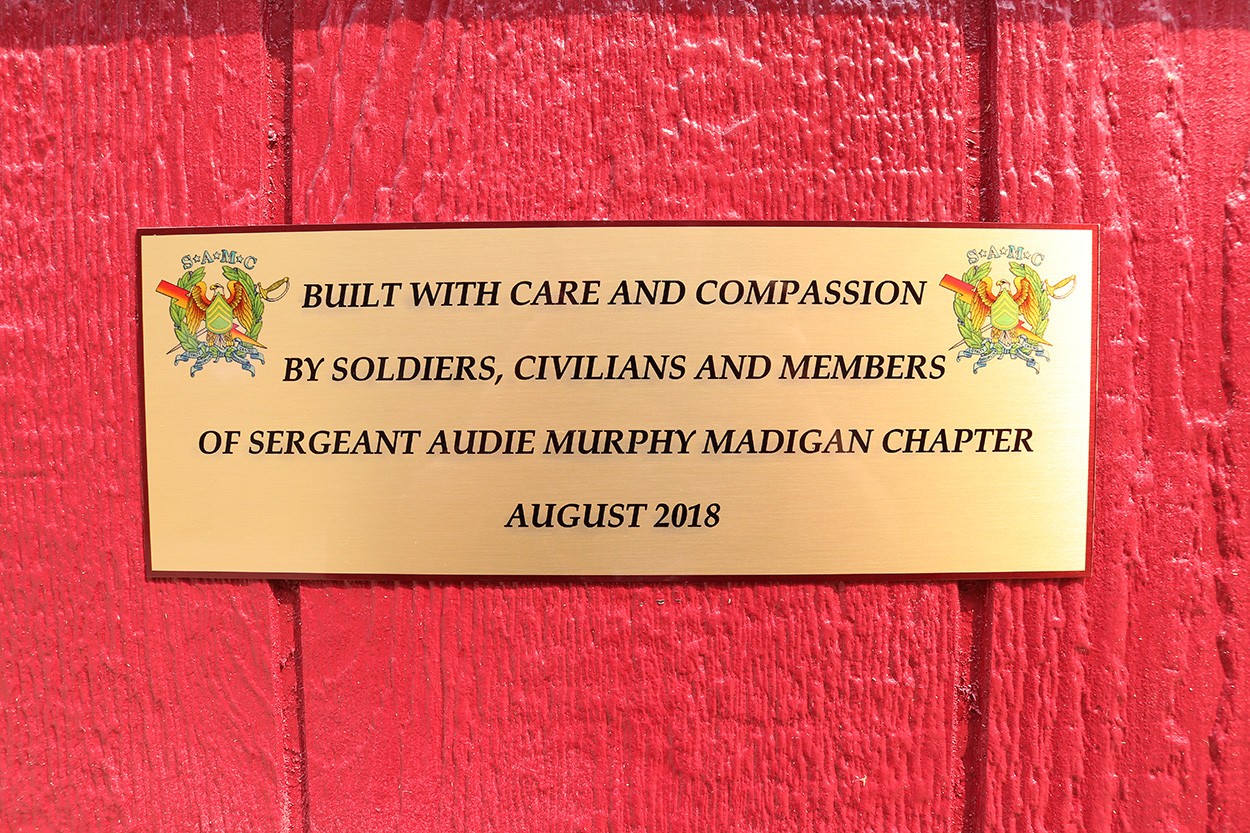 S★A★M★C
S★A★M★C
BUILT WITH CARE AND COMPASSION
BY SOLDIERS, CIVILIANS AND MEMBERS
OF SERGEANT AUDIE MURPHY MADIGAN CHAPTER
AUGUST 2018